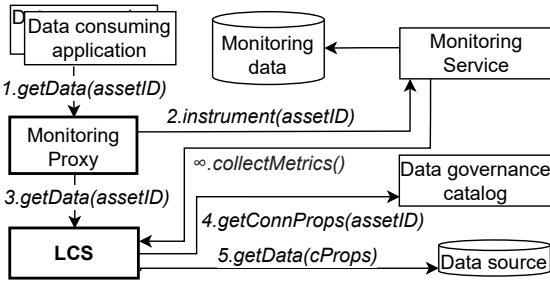 Data consuming
application
Monitoring
data
Monitoring
Service
1.getData(assetID)
2.instrument(assetID)
Monitoring
Proxy
∞.collectMetrics()
Data governance
catalog
3.getData(assetID)
4.getConnProps(assetID)
LCS
5.getData(cProps)
Data source